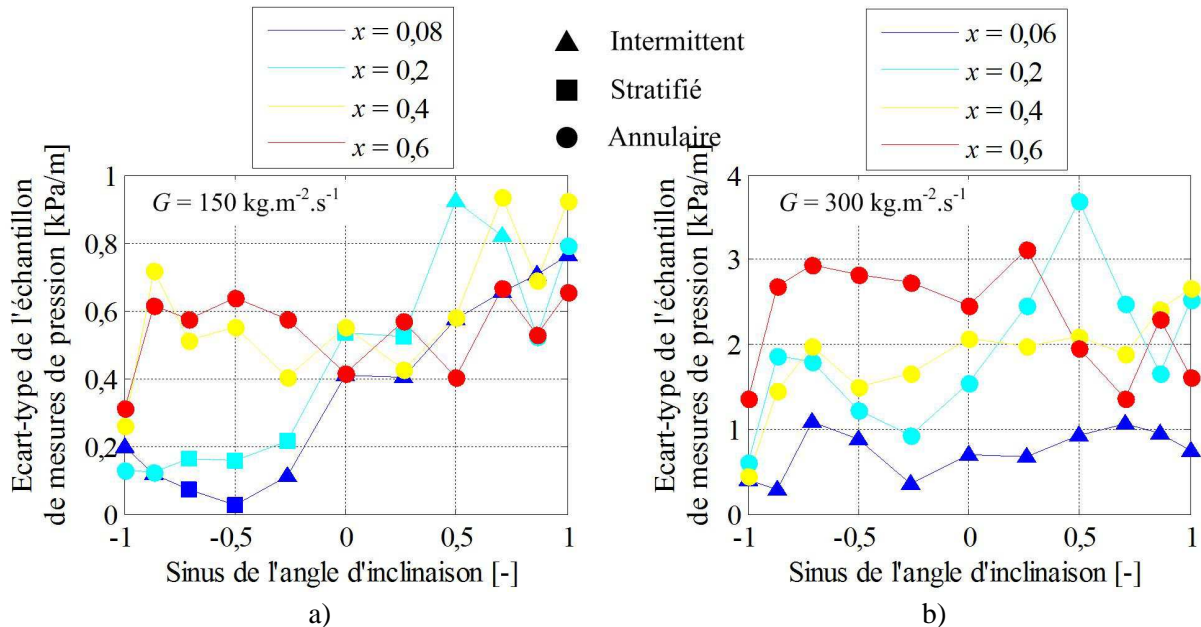 x = 0,08
x = 0,2
x = 0,4
x = 0,6
Intermittent
Stratifié
Annulaire
x = 0,06
x = 0,2
x = 0,4
x = 0,6
Ecart-type de l'échantillon
de mesures de pression [kPa/m]
G = 150 kg.m⁻².s⁻¹
1
0,8
0,6
0,4
0,2
0
-1
-0,5
0
0,5
1
Sinus de l'angle d'inclinaison [-]
a)
Ecart-type de l'échantillon
de mesures de pression [kPa/m]
G = 300 kg.m⁻².s⁻¹
4
3
2
1
0
-1
-0,5
0
0,5
1
Sinus de l'angle d'inclinaison [-]
b)